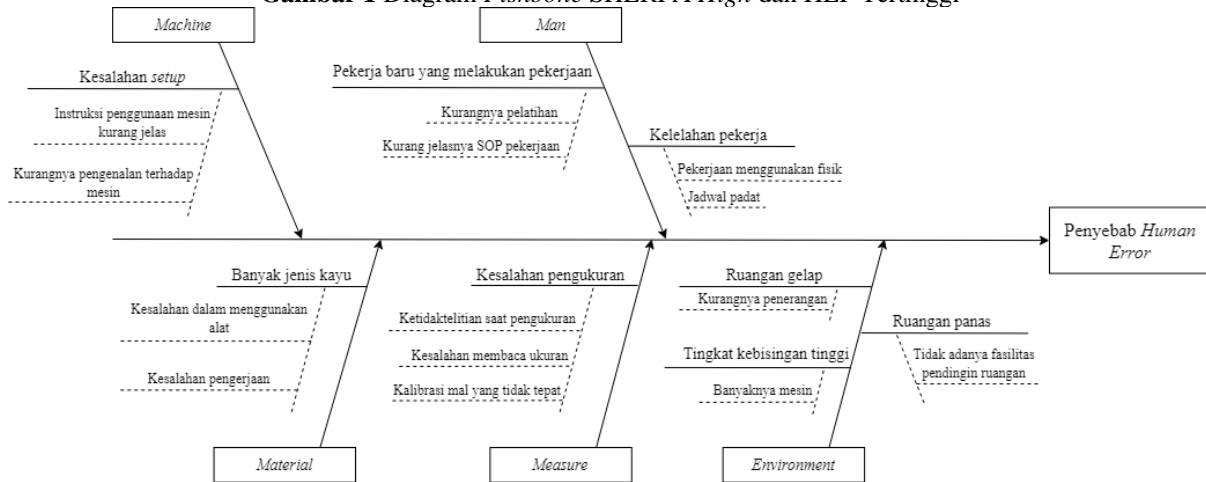 Gambar 1 Diagram Fishbone SHERPA High dan HEP Tertinggi
Machine
Man
Kesalahan setup
Instruksi penggunaan mesin
kurang jelas
Kurangnya pengenalan terhadap
mesin
Pekerja baru yang melakukan pekerjaan
Kurangnya pelatihan
Kurang jelasnya SOP pekerjaan
Kelelahan pekerja
Pekerjaan menggunakan fisik
Jadwal padat
Penyebab Human
Error
Banyak jenis kayu
Kesalahan dalam menggunakan
alat
Kesalahan pengerjaan
Kesalahan pengukuran
Ketidaktelitian saat pengukuran
Kesalahan membaca ukuran
Kalibrasi mal yang tidak tepat
Ruangan gelap
Kurangnya penerangan
Tingkat kebisingan tinggi
Banyaknya mesin
Ruangan panas
Tidak adanya fasilitas
pendingin ruangan
Material
Measure
Environment